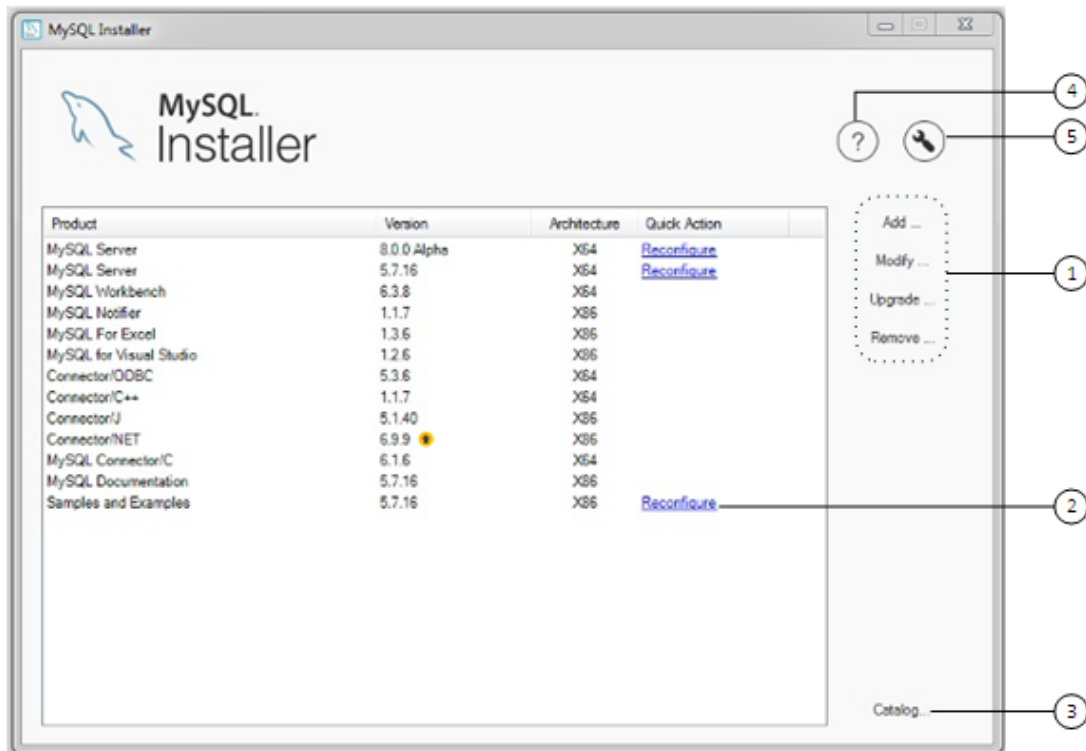 MySQL Installer
MySQL.
Installer
4
?
5
Product Version Architecture Quick Action
MySQL Server 8.0.0 Alpha X64 Reconfigure
MySQL Server 5.7.16 X64 Reconfigure
MySQL Workbench 6.3.8 X64
MySQL Notifier 1.1.7 X86
MySQL For Excel 1.3.6 X86
MySQL for Visual Studio 1.2.6 X86
Connector/ODBC 5.3.6 X64
Connector/C++ 1.1.7 X64
Connector/J 5.1.40 X86
Connector/NET 6.9.9 X86
MySQL Connector/C 6.1.6 X64
MySQL Documentation 5.7.16 X86
Samples and Examples 5.7.16 X86 Reconfigure
Add ...
Modify ...
Upgrade ...
Remove ...
1
2
Catalog...
3